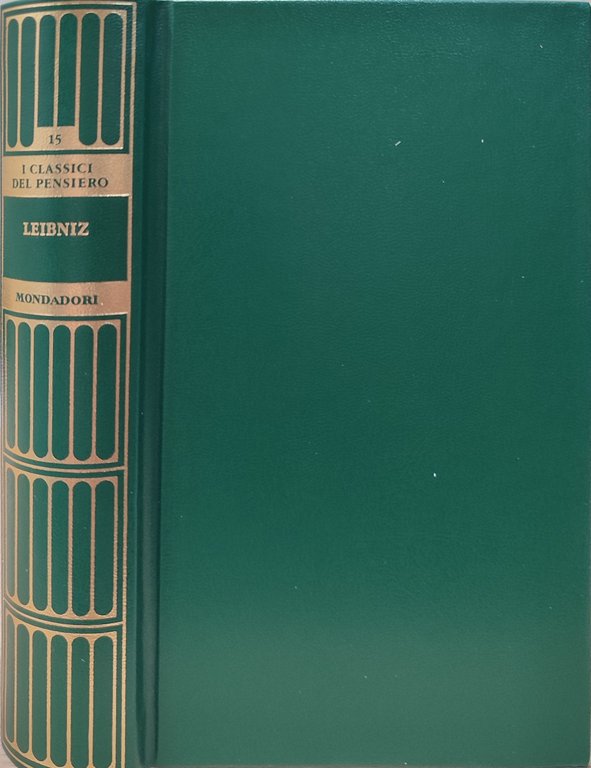 15
I CLASSICI
DEL PENSIERO
LEIBNIZ
MONDADORI